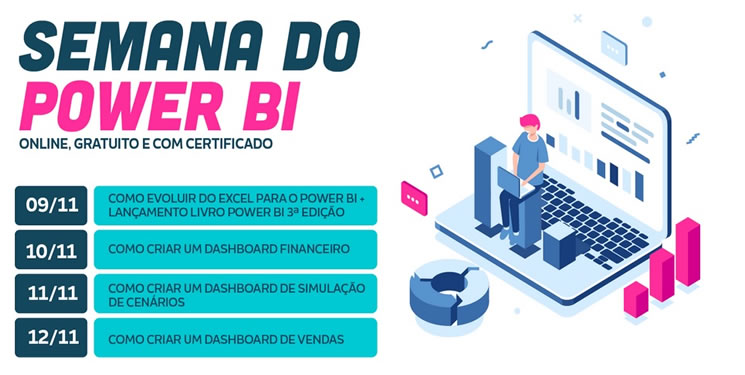 SEMANA DO
POWER BI
ONLINE, GRATUITO E COM CERTIFICADO
09/11
COMO EVOLUIR DO EXCEL PARA O POWER BI +
LANÇAMENTO LIVRO POWER BI 3ª EDIÇÃO
10/11
COMO CRIAR UM DASHBOARD FINANCEIRO
11/11
COMO CRIAR UM DASHBOARD DE SIMULAÇÃO
DE CENÁRIOS
12/11
COMO CRIAR UM DASHBOARD DE VENDAS